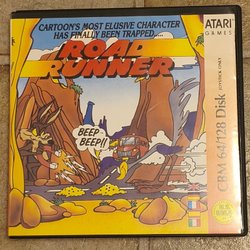 CARTOON'S MOST ELUSIVE CHARACTER
HAS FINALLY BEEN TRAPPED....
ATARI
GAMES
ROAD
RUNNER
BEEP
BEEP!!
CBM 64/128 Disk